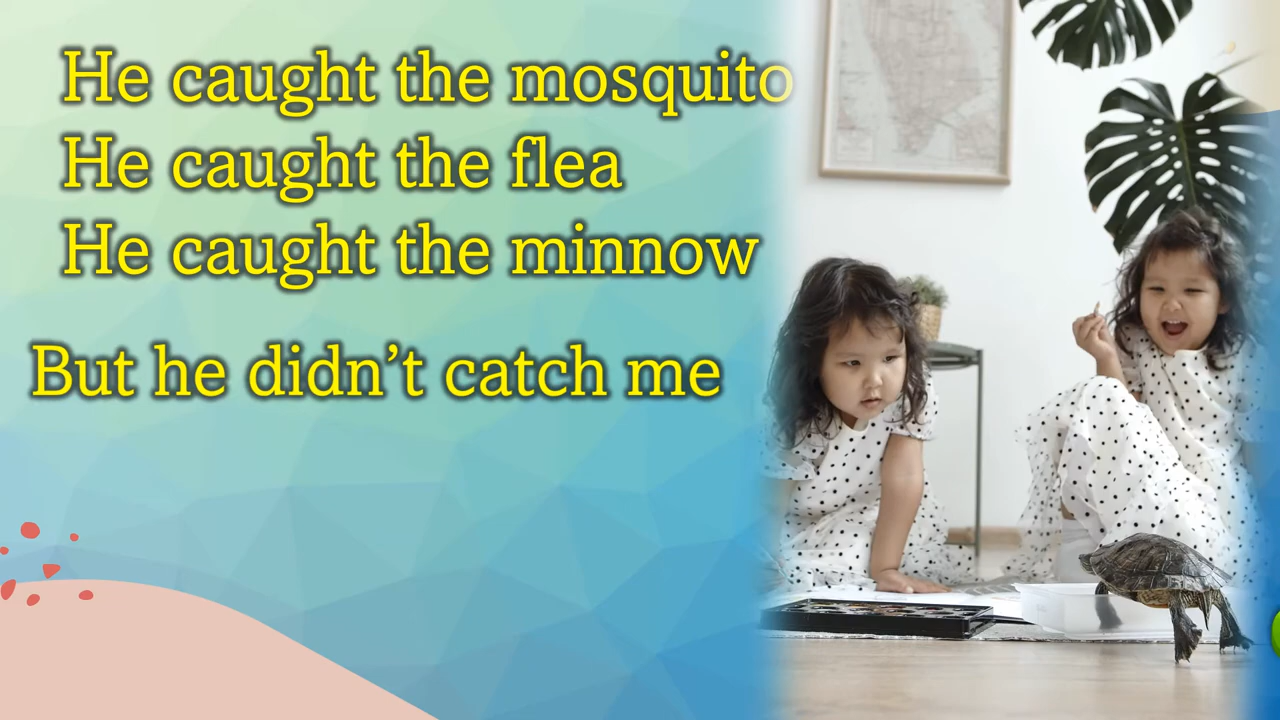 He caught the mosquito
He caught the flea
He caught the minnow
But he didn't catch me